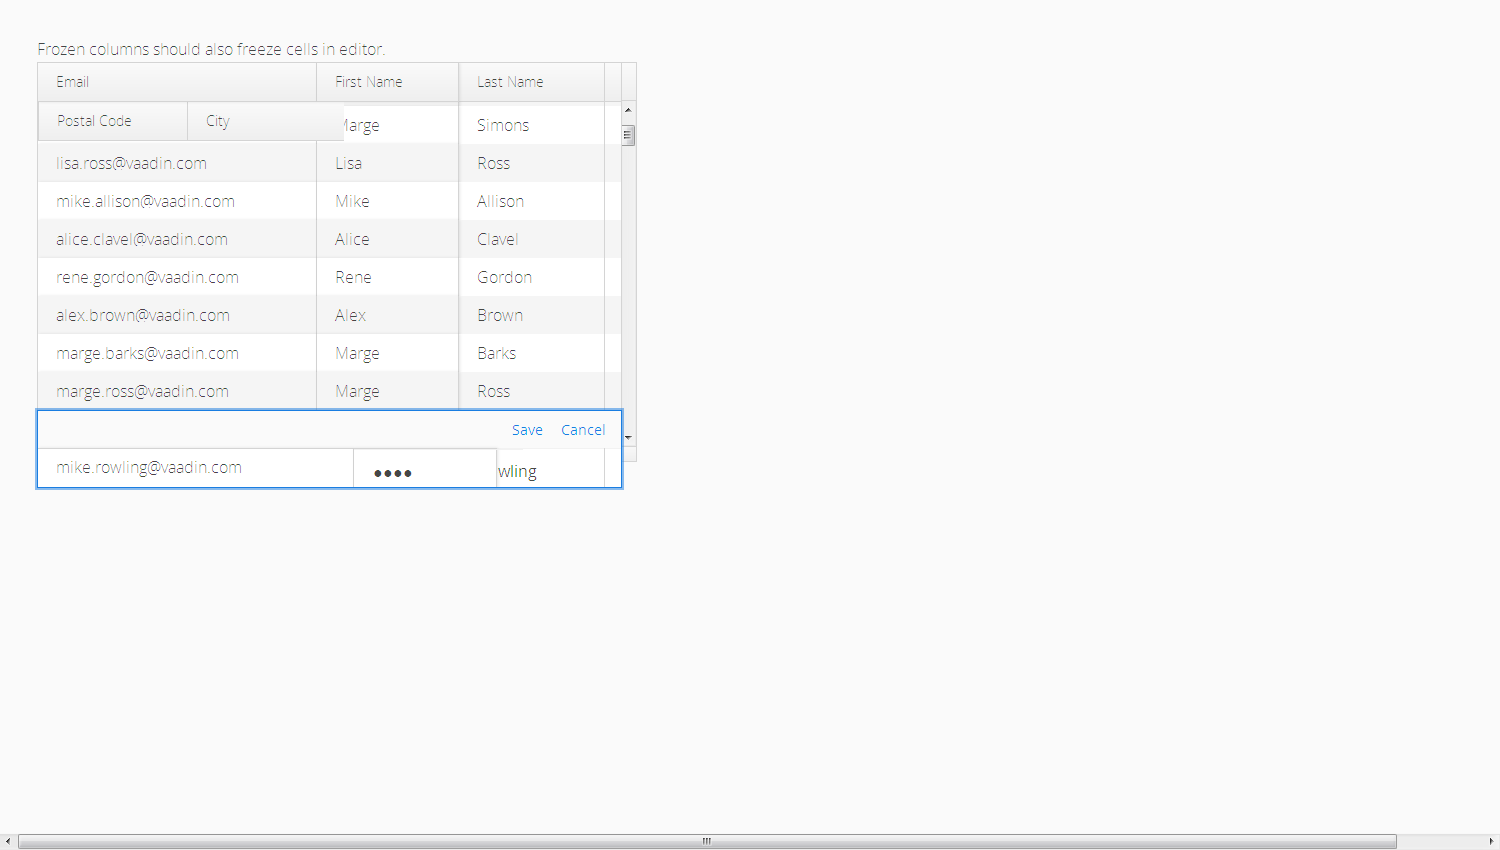 Frozen columns should also freeze cells in editor.
Email First Name Last Name
Postal Code City Marge Simons
lisa.ross@vaadin.com Lisa Ross
mike.allison@vaadin.com Mike Allison
alice.clavel@vaadin.com Alice Clavel
rene.gordon@vaadin.com Rene Gordon
alex.brown@vaadin.com Alex Brown
marge.barks@vaadin.com Marge Barks
marge.ross@vaadin.com Marge Ross
Save Cancel
mike.rowling@vaadin.com ●●●● wling